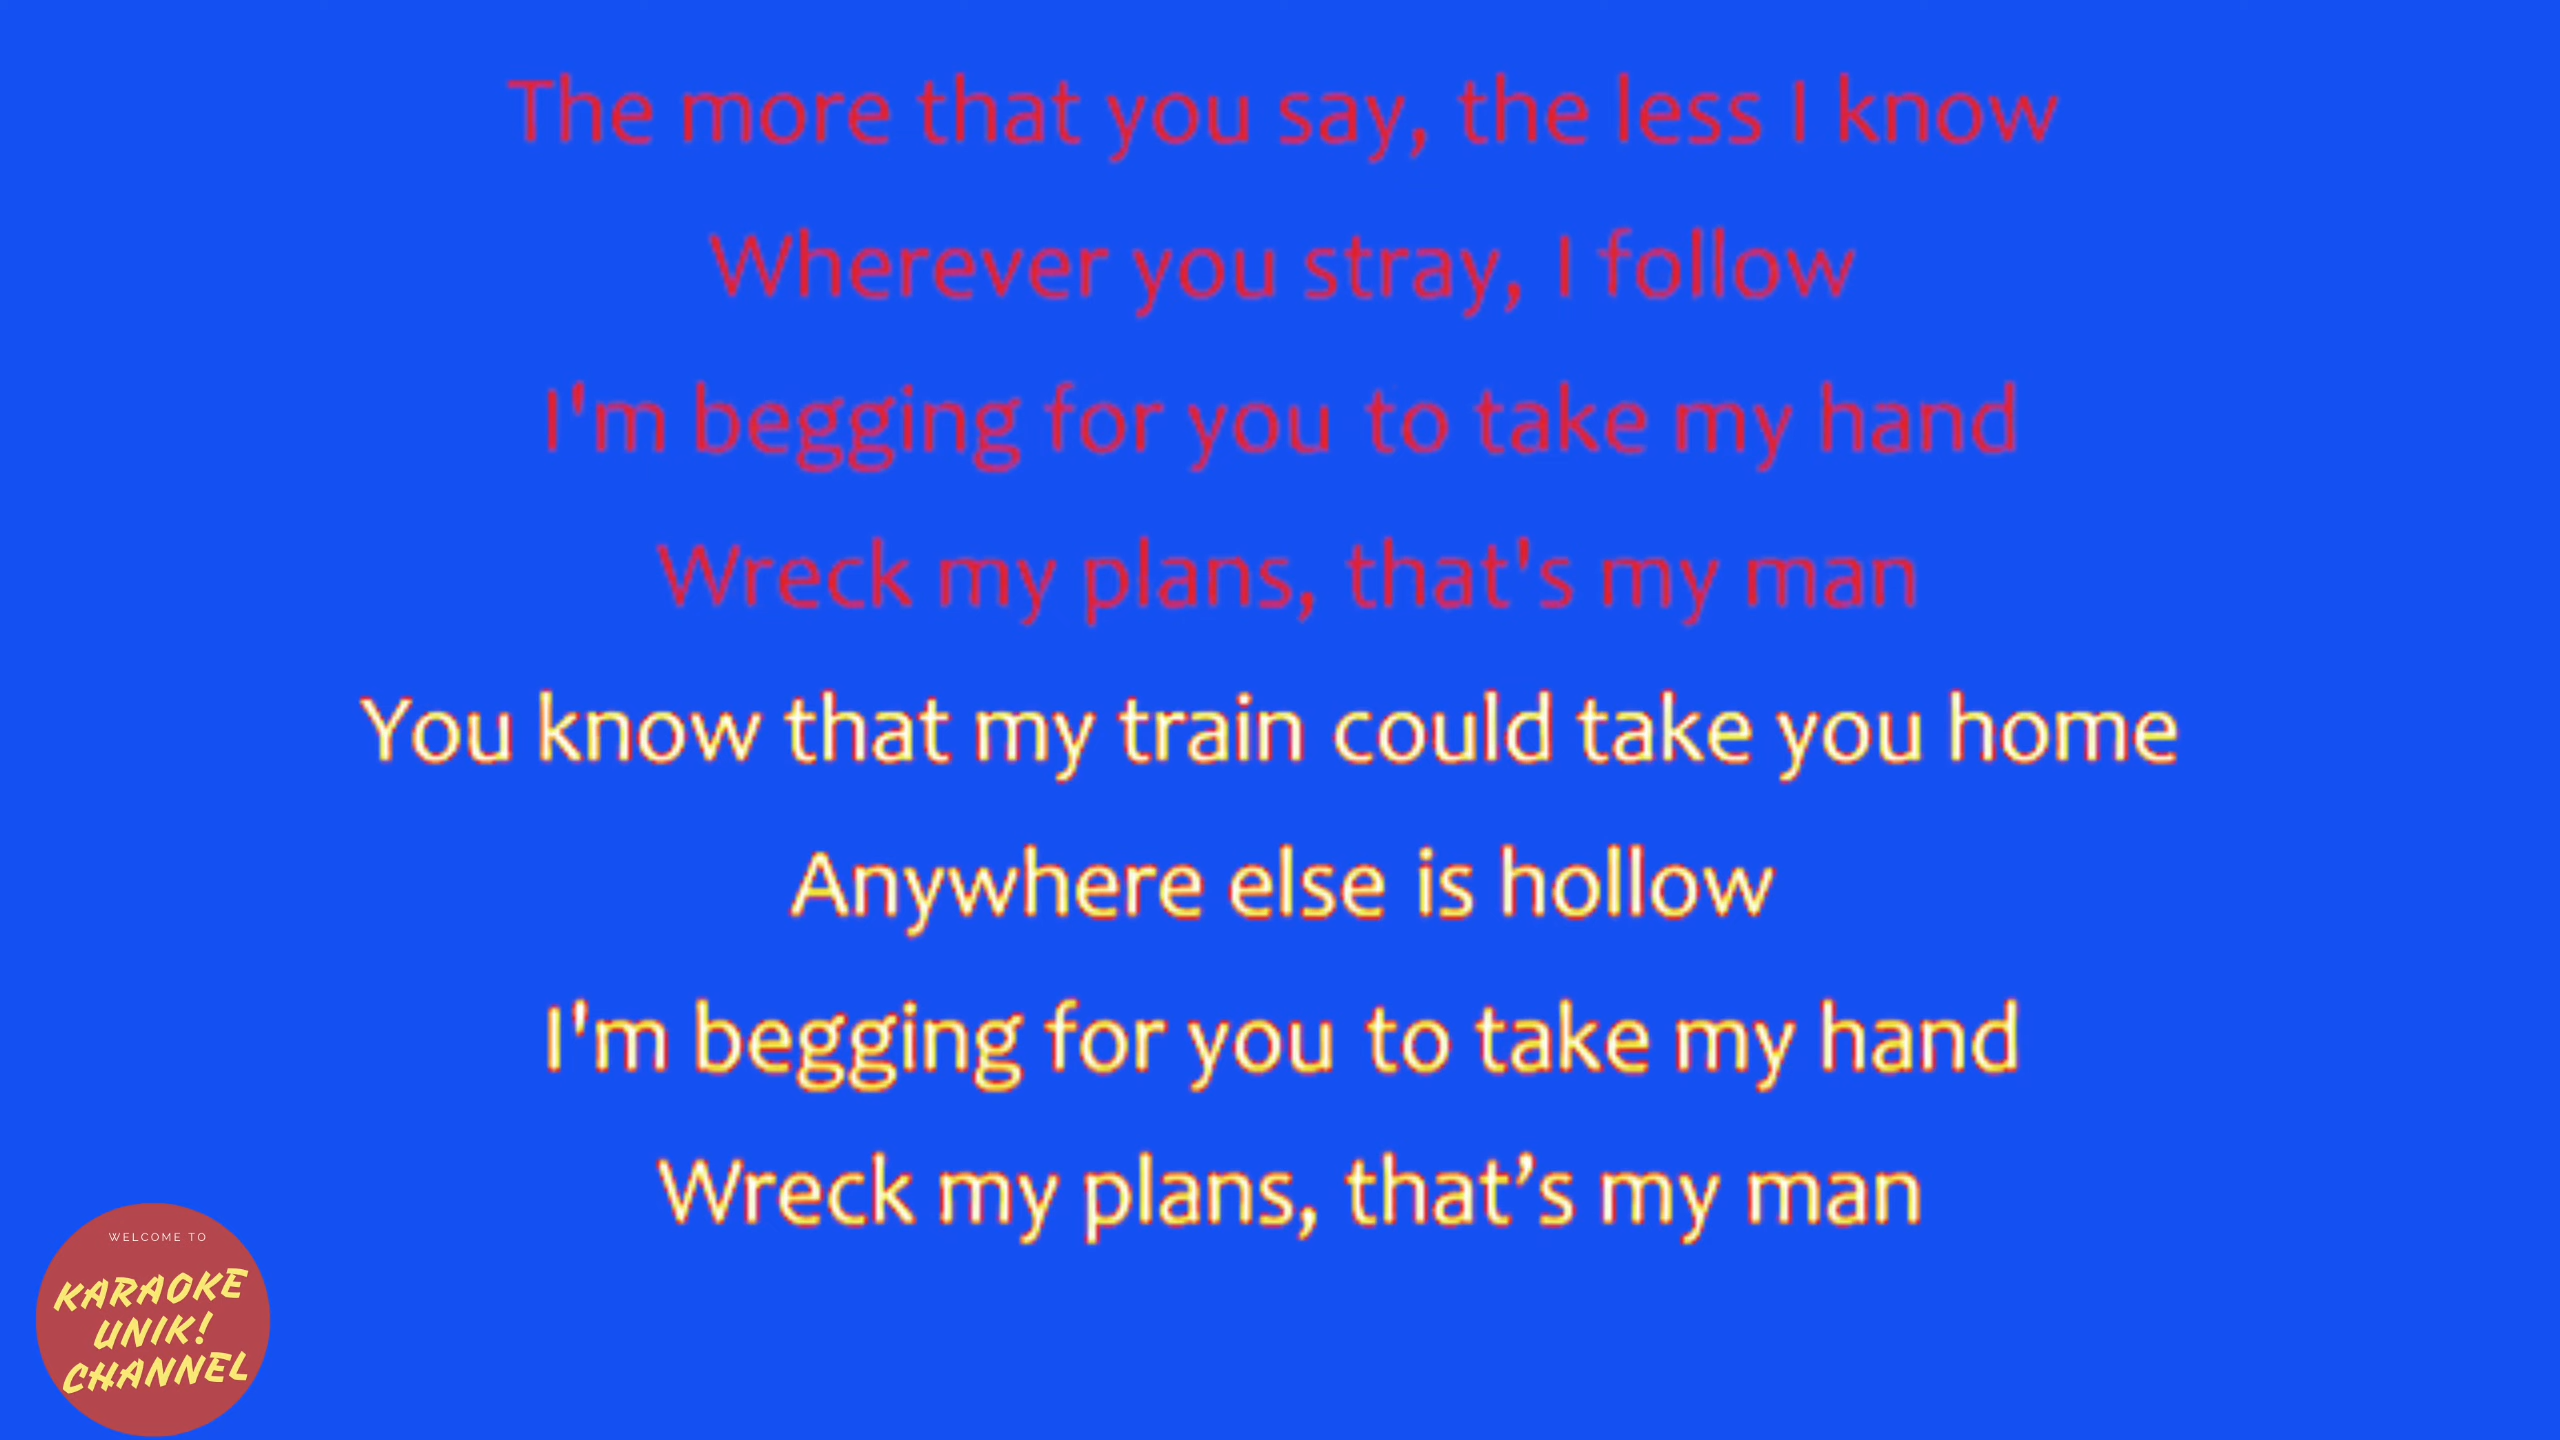 The more that you say, the less I know
Wherever you stray, I follow
I'm begging for you to take my hand
Wreck my plans, that's my man
You know that my train could take you home
Anywhere else is hollow
I'm begging for you to take my hand
Wreck my plans, that’s my man
WELCOME TO
KARAOKE
UNIK!
CHANNEL